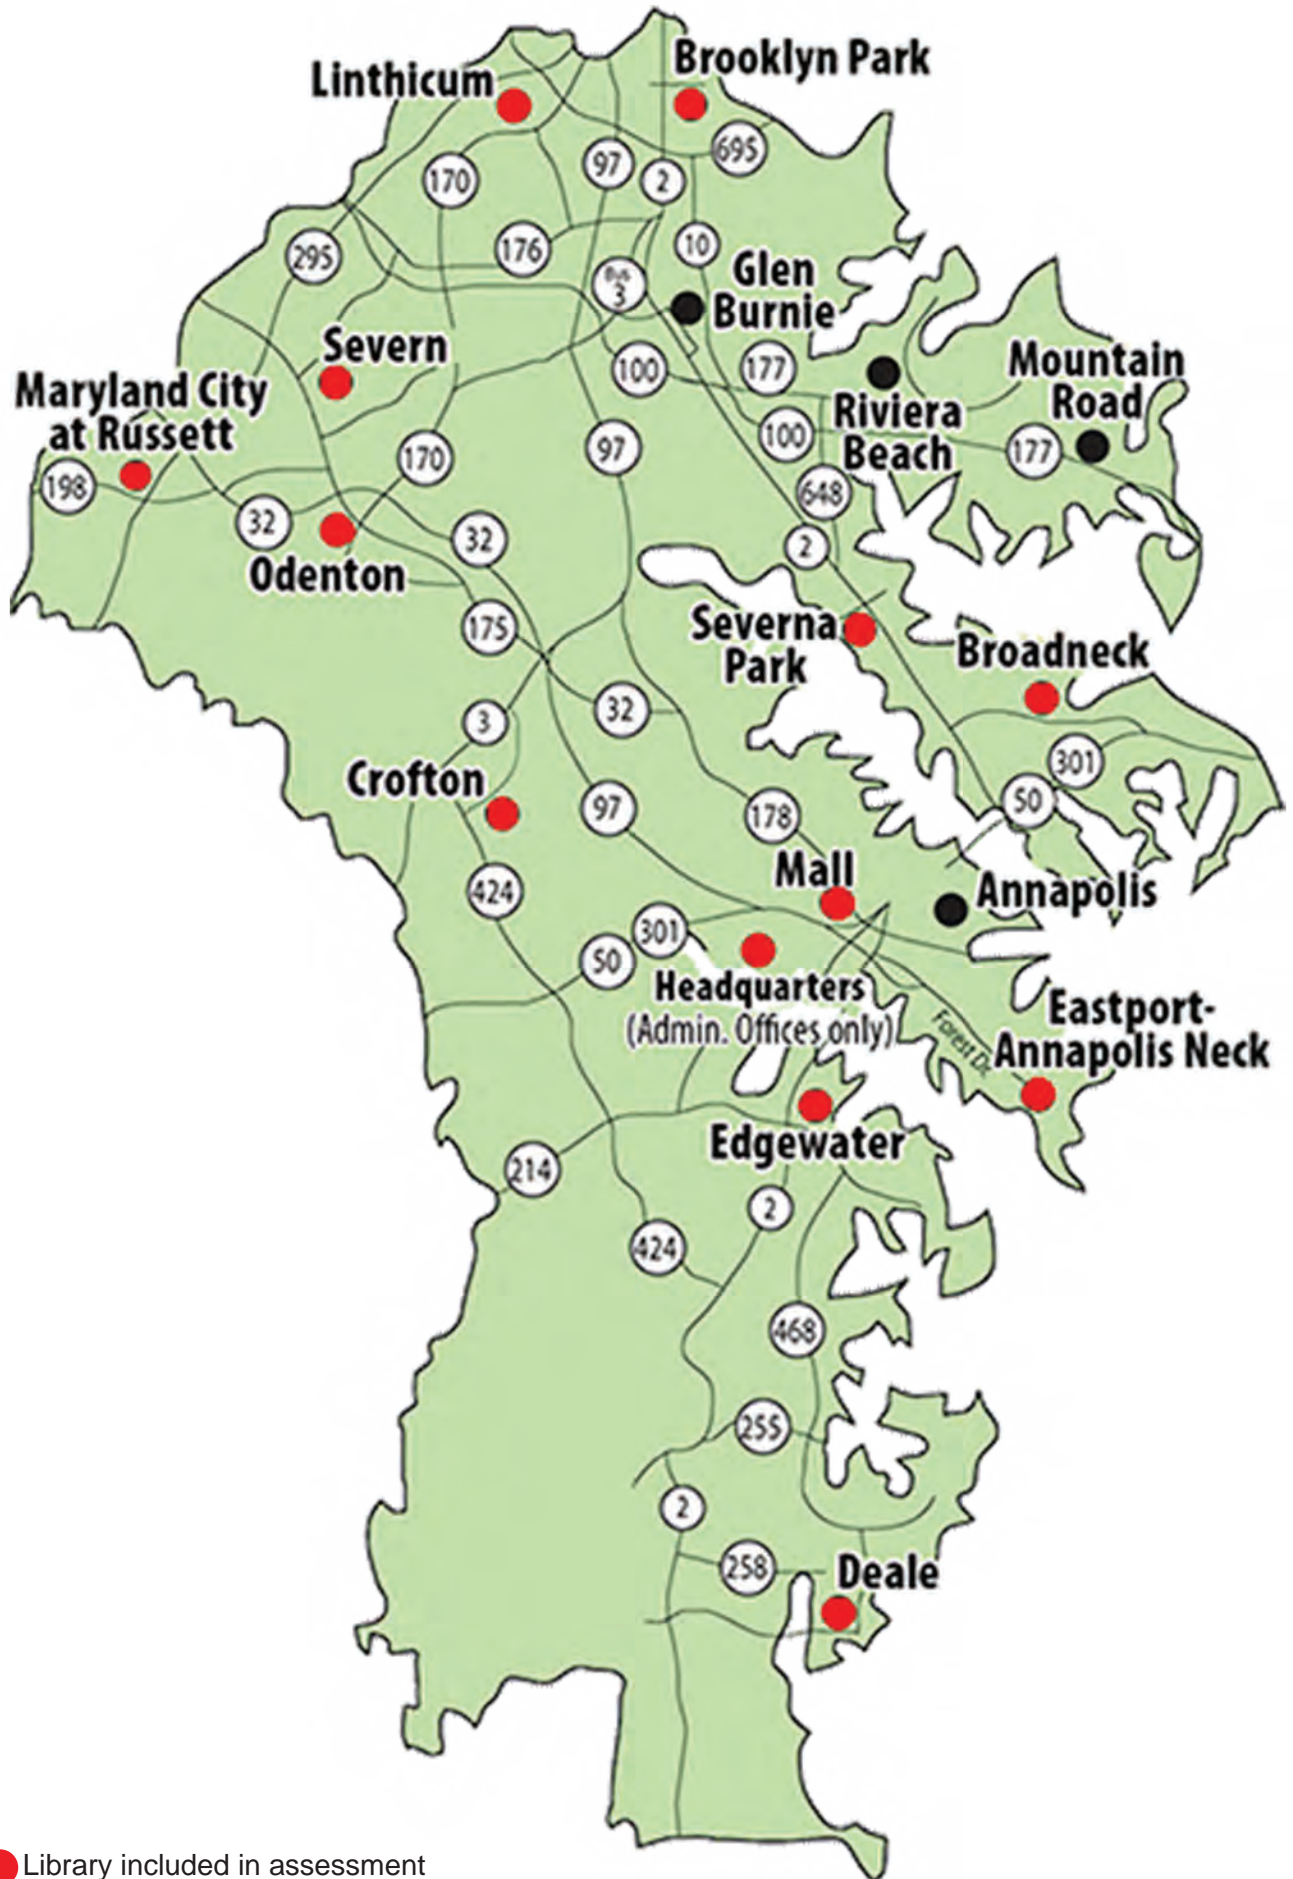 Brooklyn Park
Linthicum
695
97
170
2
176
10
295
Glen
Burnie
Bus
3
Severn
Mountain
Road
100
177
Maryland City
at Russett
Riviera
Beach
100
97
177
170
198
648
32
32
2
Odenton
175
Severna
Park
Broadneck
32
3
301
Crofton
50
97
178
Mall
424
Annapolis
301
50
Headquarters
(Admin. Offices only)
Eastport-
Annapolis Neck
Forest Dr.
Edgewater
214
2
424
468
255
2
258
Deale
Library included in assessment